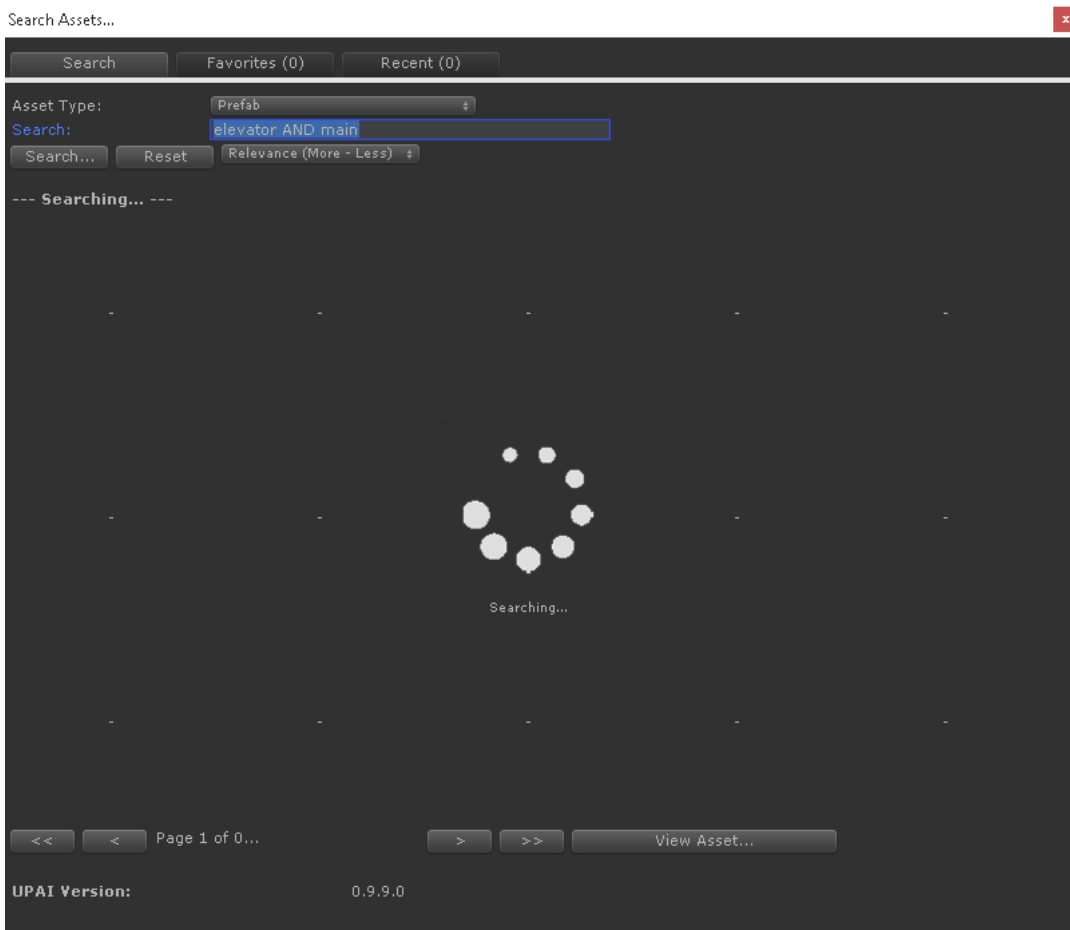 Search Assets...
x
Search Favorites (0) Recent (0)
Asset Type: Prefab
Search: elevator AND main
Search... Reset Relevance (More - Less)
--- Searching... ---
- - - - -
- - - -
Searching...
- - - - -
<< < Page 1 of 0... > >> View Asset...
UPAI Version: 0.9.9.0